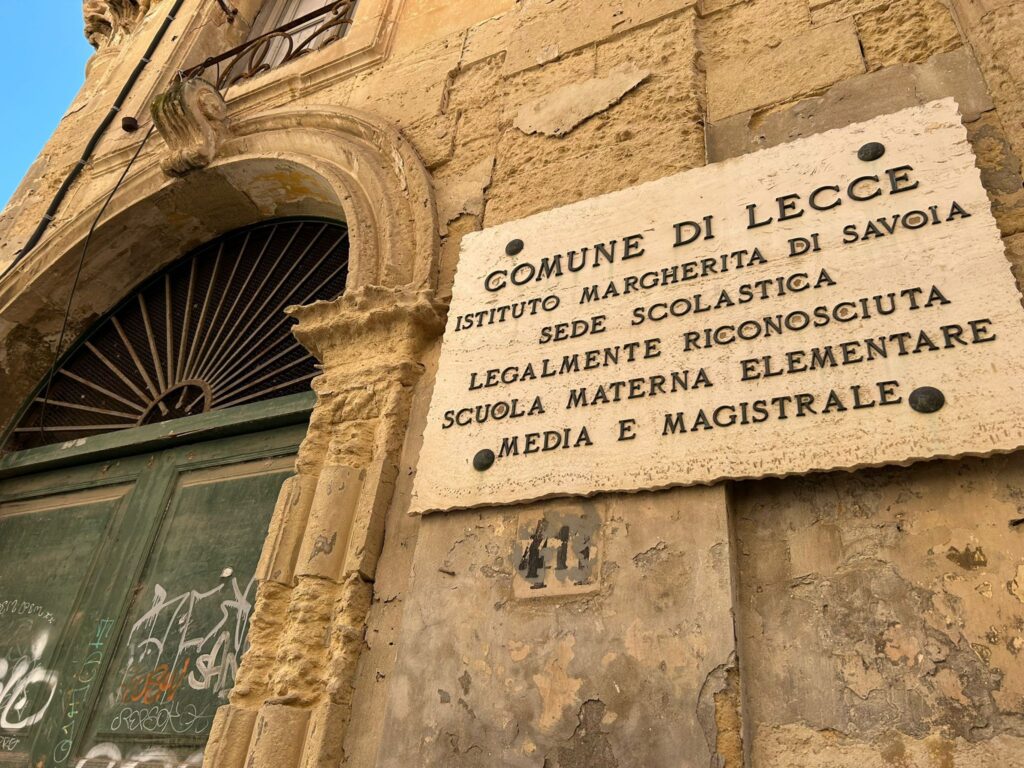 COMUNE DI LECCE
ISTITUTO MARGHERITA DI SAVOIA
SEDE SCOLASTICA
LEGALMENTE RICONOSCIUTA
SCUOLA MATERNA ELEMENTARE
MEDIA E MAGISTRALE